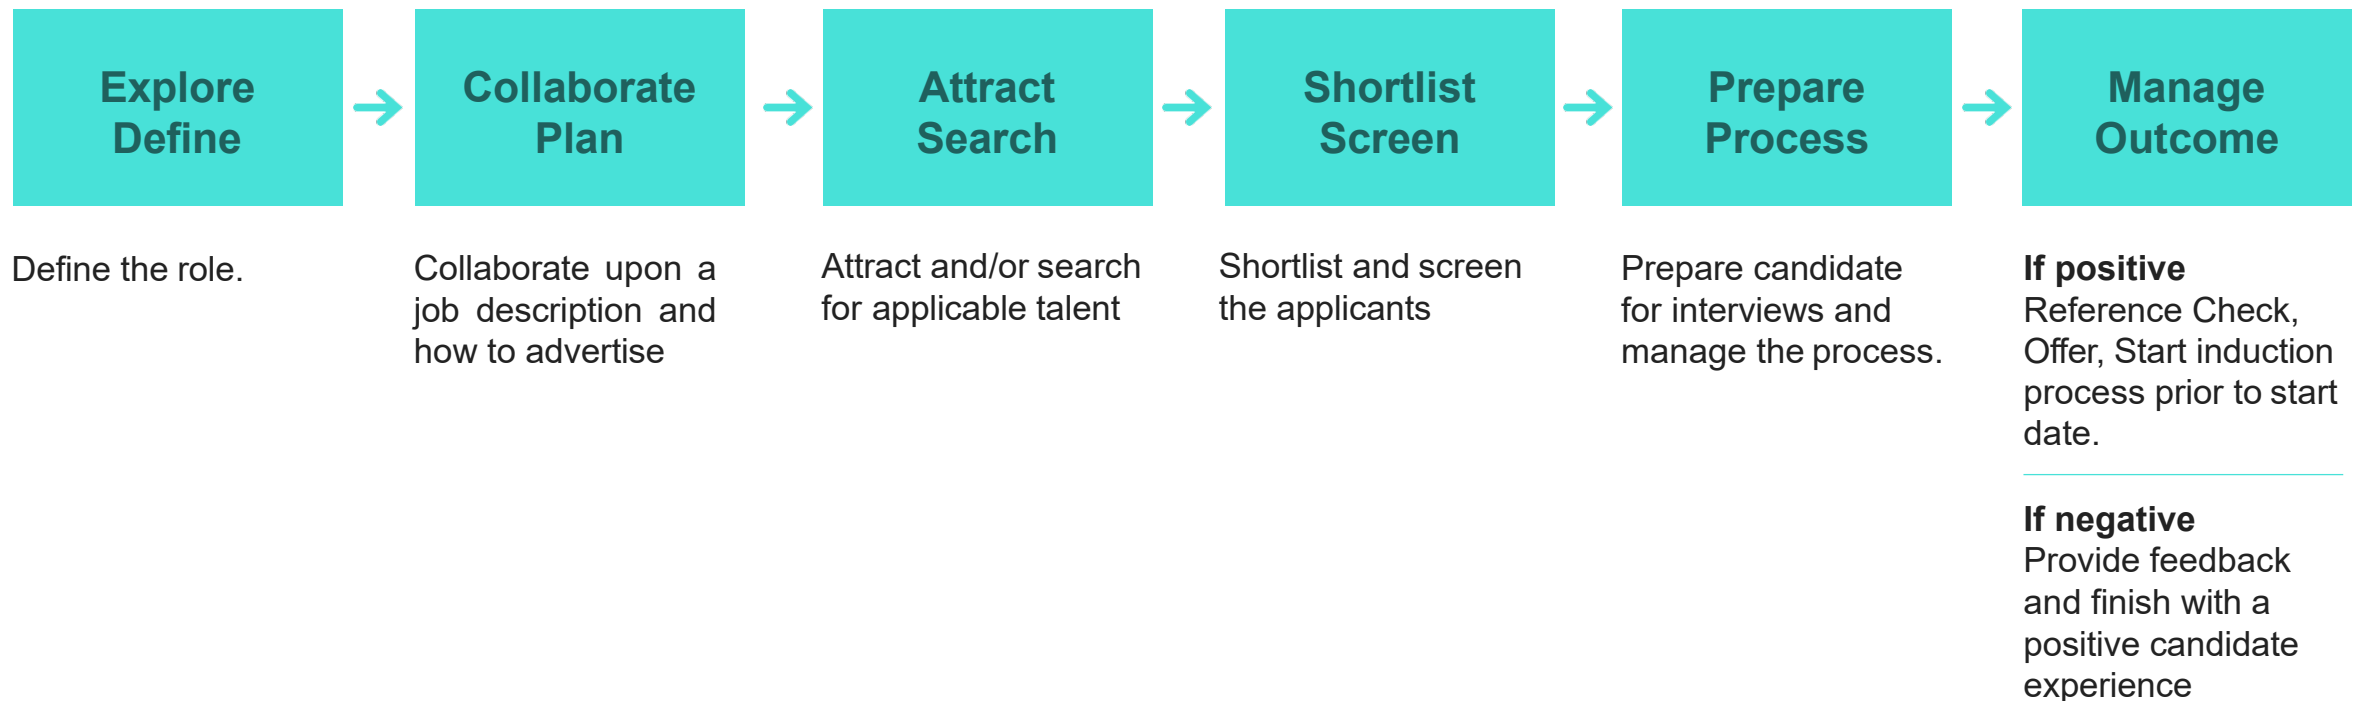 Explore
Define
Collaborate
Plan
Attract
Search
Shortlist
Screen
Prepare
Process
Manage
Outcome
Define the role.
Collaborate upon a
job description and
how to advertise
Attract and/or search
for applicable talent
Shortlist and screen
the applicants
Prepare candidate
for interviews and
manage the process.
If positive
Reference Check,
Offer, Start induction
process prior to start
date.
If negative
Provide feedback
and finish with a
positive candidate
experience